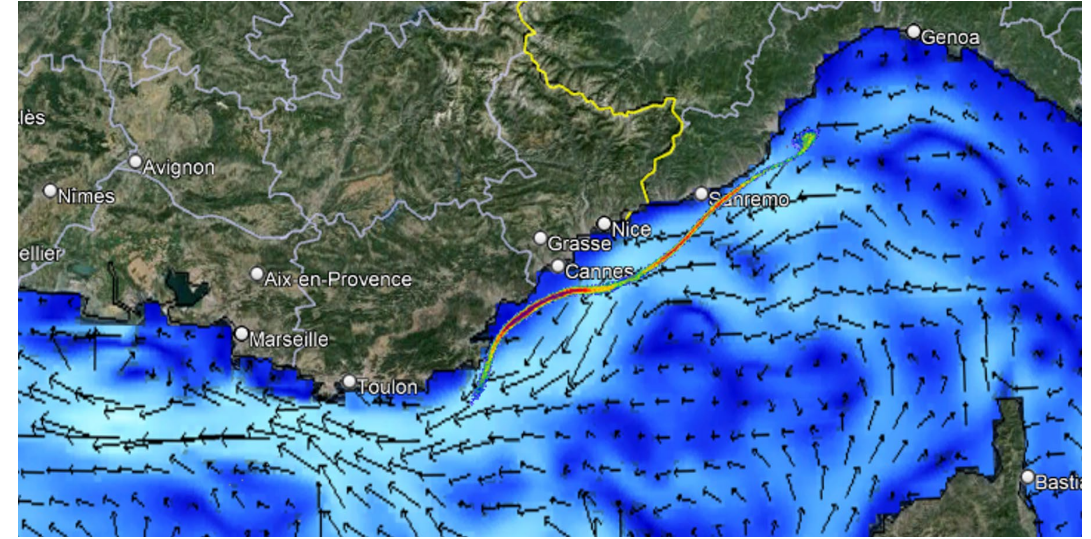 Genoa
Avignon
Nîmes
Sanremo
Nice
Grasse
Cannes
Aix-en-Provence
Marseille
Toulon
Bastia